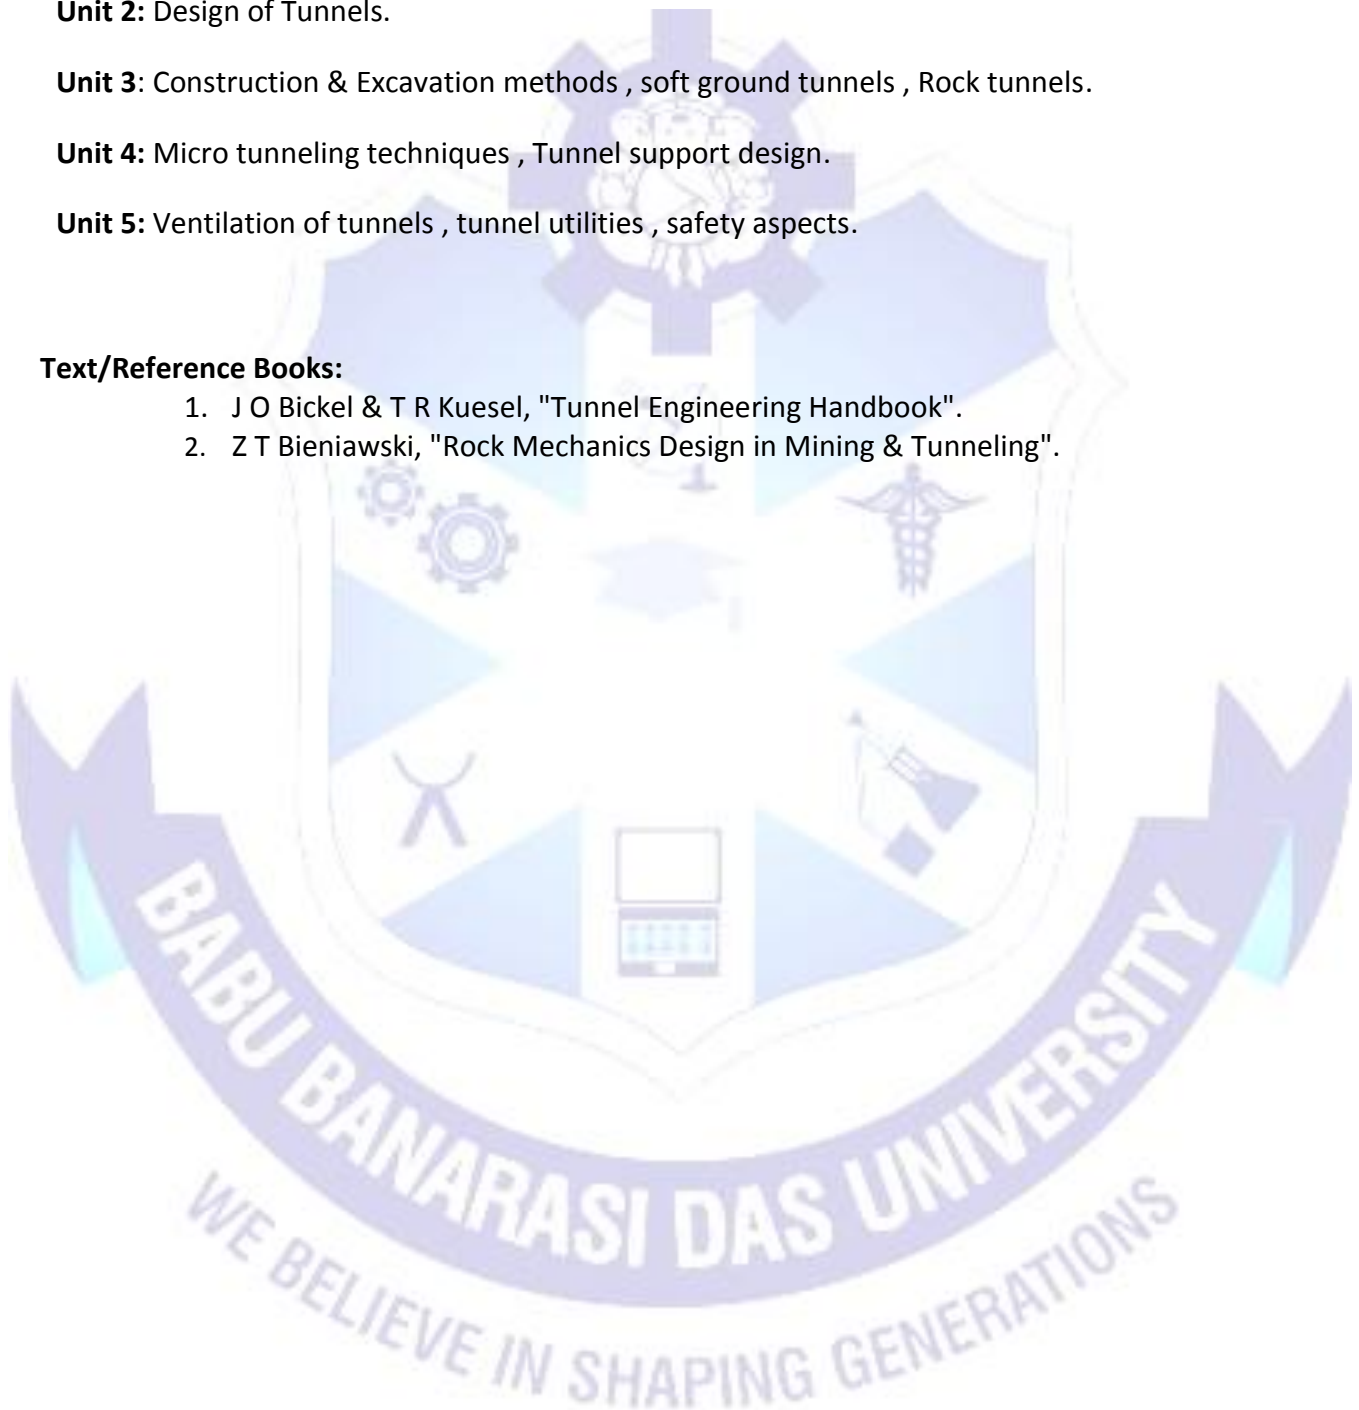 Unit 2: Design of Tunnels.
Unit 3: Construction & Excavation methods , soft ground tunnels , Rock tunnels.
Unit 4: Micro tunneling techniques , Tunnel support design.
Unit 5: Ventilation of tunnels , tunnel utilities , safety aspects.
Text/Reference Books:
1. J O Bickel & T R Kuesel, "Tunnel Engineering Handbook".
2. Z T Bieniawski, "Rock Mechanics Design in Mining & Tunneling".
BABU BANARASI DAS UNIVERSITY
WE BELIEVE IN SHAPING GENERATIONS